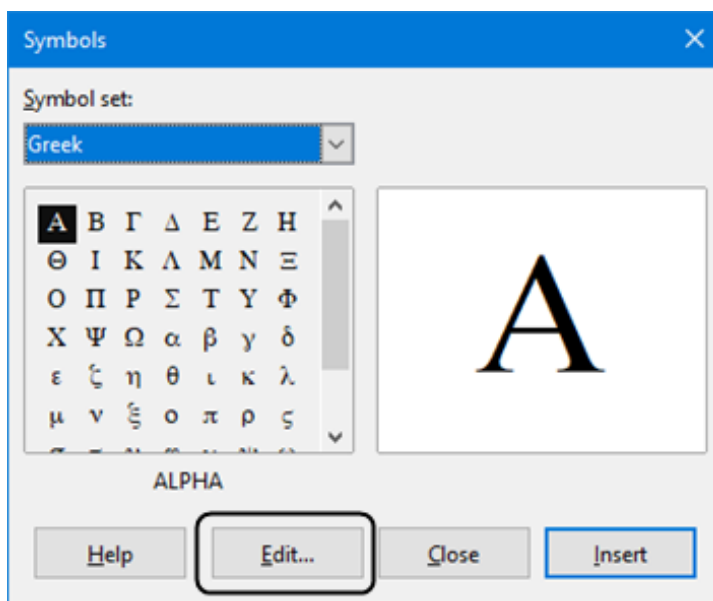 Symbols
Symbol set:
Greek
Α Β Γ Δ Ε Ζ Η
Θ Ι Κ Λ Μ Ν Ξ
Ο Π Ρ Σ Τ Υ Φ
Χ Ψ Ω α β γ δ
ε ζ η θ ι κ λ
μ ν ξ ο π ρ ς
Α
ALPHA
Help Edit... Close Insert